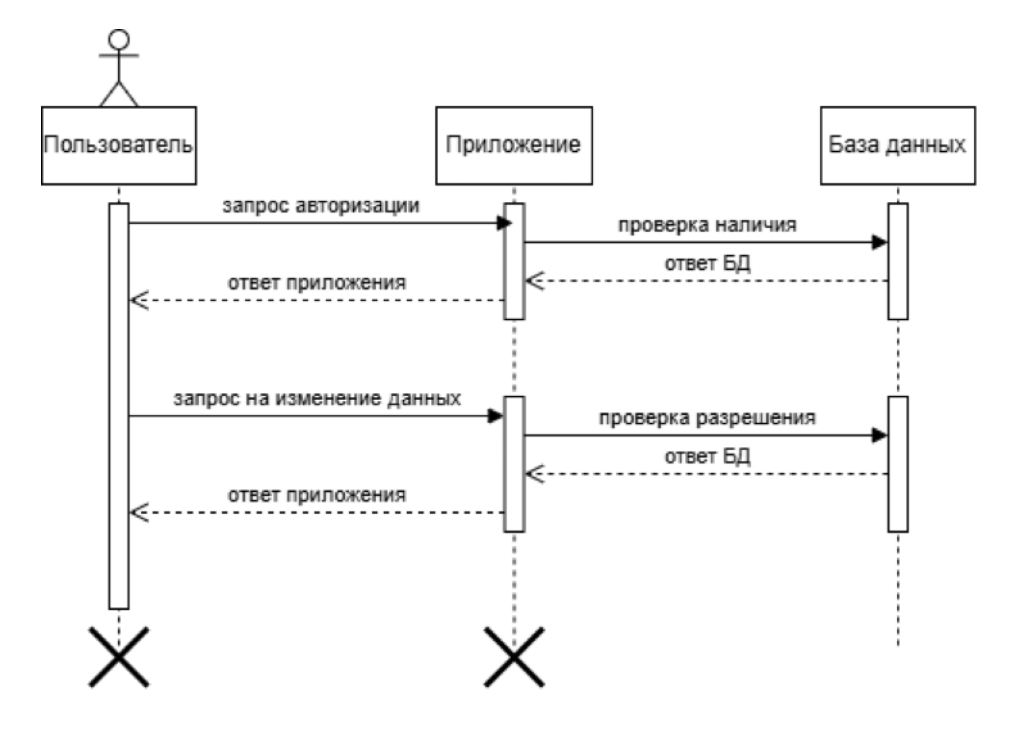 Пользователь
Приложение
База данных
запрос авторизации
проверка наличия
ответ БД
ответ приложения
запрос на изменение данных
проверка разрешения
ответ БД
ответ приложения